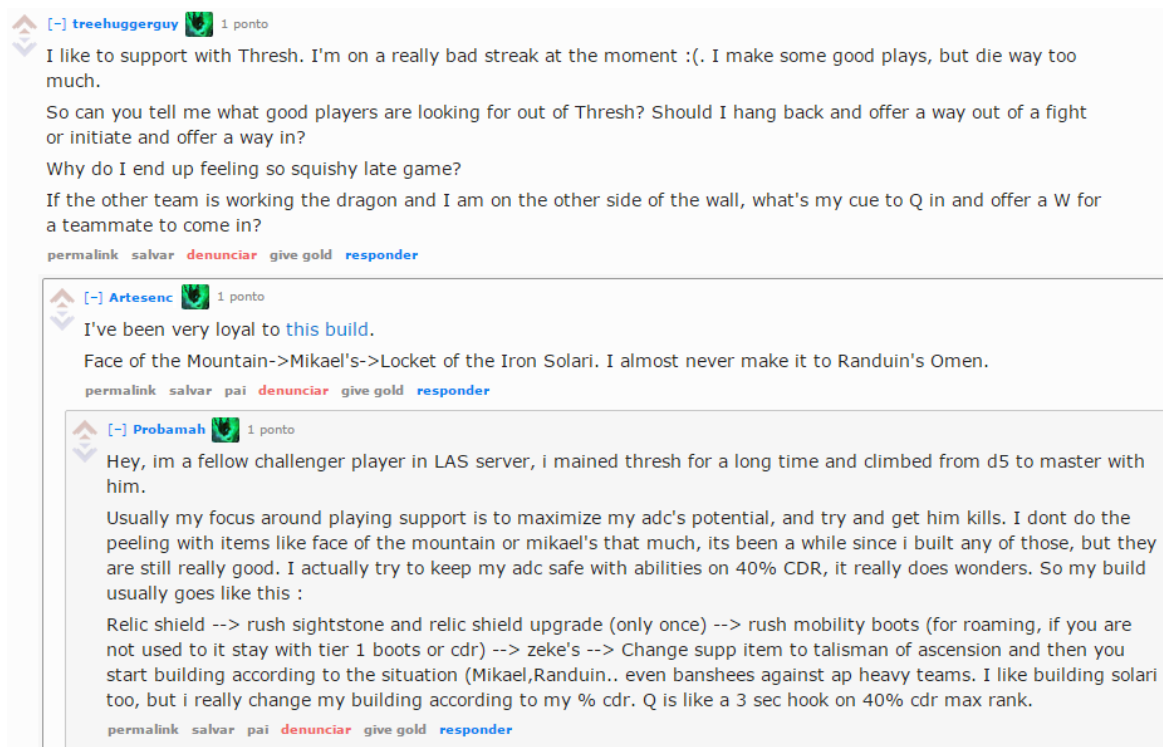 [-] treehuggerguy 1 ponto
I like to support with Thresh. I'm on a really bad streak at the moment :(. I make some good plays, but die way too
much.
So can you tell me what good players are looking for out of Thresh? Should I hang back and offer a way out of a fight
or initiate and offer a way in?
Why do I end up feeling so squishy late game?
If the other team is working the dragon and I am on the other side of the wall, what's my cue to Q in and offer a W for
a teammate to come in?
permalink salvar denunciar give gold responder
[-] Artesenc 1 ponto
I've been very loyal to this build.
Face of the Mountain->Mikael's->Locket of the Iron Solari. I almost never make it to Randuin's Omen.
permalink salvar pai denunciar give gold responder
[-] Probamah 1 ponto
Hey, im a fellow challenger player in LAS server, i mained thresh for a long time and climbed from d5 to master with
him.
Usually my focus around playing support is to maximize my adc's potential, and try and get him kills. I dont do the
peeling with items like face of the mountain or mikael's that much, its been a while since i built any of those, but they
are still really good. I actually try to keep my adc safe with abilities on 40% CDR, it really does wonders. So my build
usually goes like this :
Relic shield --> rush sightstone and relic shield upgrade (only once) --> rush mobility boots (for roaming, if you are
not used to it stay with tier 1 boots or cdr) --> zeke's --> Change supp item to talisman of ascension and then you
start building according to the situation (Mikael,Randuin.. even banshees against ap heavy teams. I like building solari
too, but i really change my building according to my % cdr. Q is like a 3 sec hook on 40% cdr max rank.
permalink salvar pai denunciar give gold responder